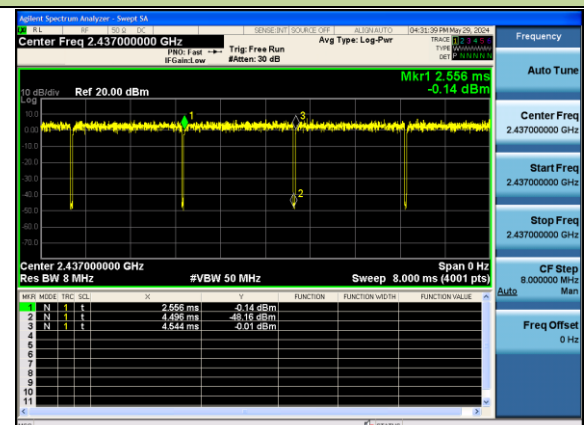 Agilent Spectrum Analyzer - Swept SA
RL RF 50 Ω DC SENSE:INT SOURCE OFF ALIGNAUTO 04:31:39 PM May 29, 2024
Center Freq 2.437000000 GHz
PNO: Fast
IFGain:Low
Trig: Free Run
#Atten: 30 dB
Avg Type: Log-Pwr
TRACE 1 2 3 4 5 6
TYPE
DET P N N N N N
Frequency
Mkr1 2.556 ms
-0.14 dBm
10 dB/div Ref 20.00 dBm
Log
10.0
0.00
-10.0
-20.0
-30.0
-40.0
-50.0
-60.0
-70.0
1
3
2
Center 2.437000000 GHz Span 0 Hz
Res BW 8 MHz #VBW 50 MHz Sweep 8.000 ms (4001 pts)
MKR MODE TRC SCL X Y FUNCTION FUNCTION WIDTH FUNCTION VALUE
1 N 1 t 2.556 ms -0.14 dBm
2 N 1 t 4.496 ms -48.16 dBm
3 N 1 t 4.544 ms -0.01 dBm
4
5
6
7
8
9
10
11
Auto Tune
Center Freq
2.437000000 GHz
Start Freq
2.437000000 GHz
Stop Freq
2.437000000 GHz
CF Step
8.000000 MHz
Auto Man
Freq Offset
0 Hz